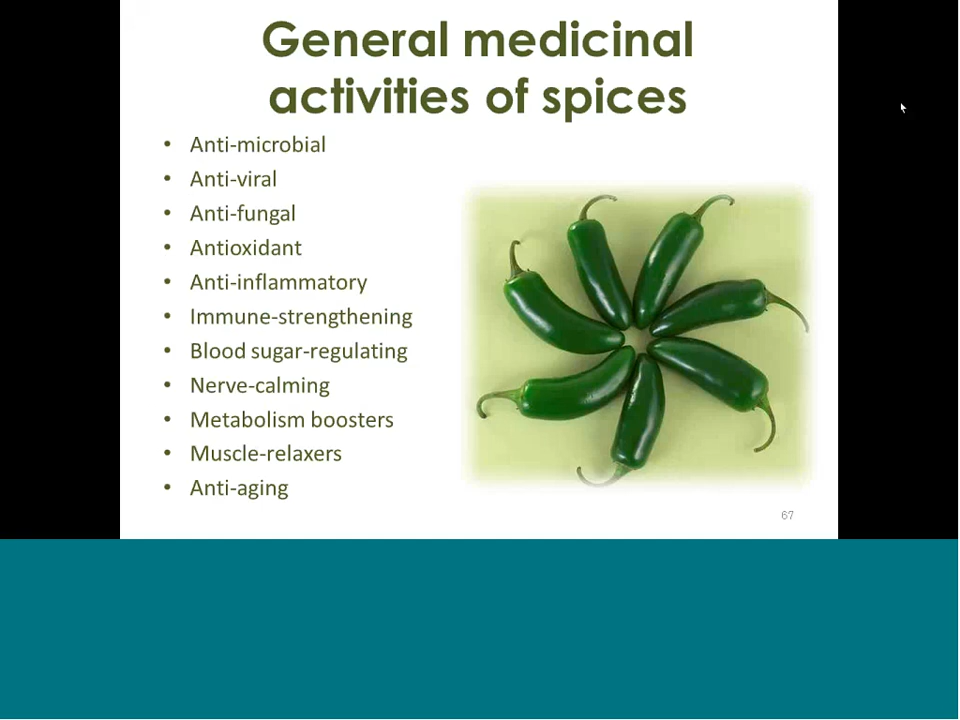 General medicinal
activities of spices
• Anti-microbial
• Anti-viral
• Anti-fungal
• Antioxidant
• Anti-inflammatory
• Immune-strengthening
• Blood sugar-regulating
• Nerve-calming
• Metabolism boosters
• Muscle-relaxers
• Anti-aging
67